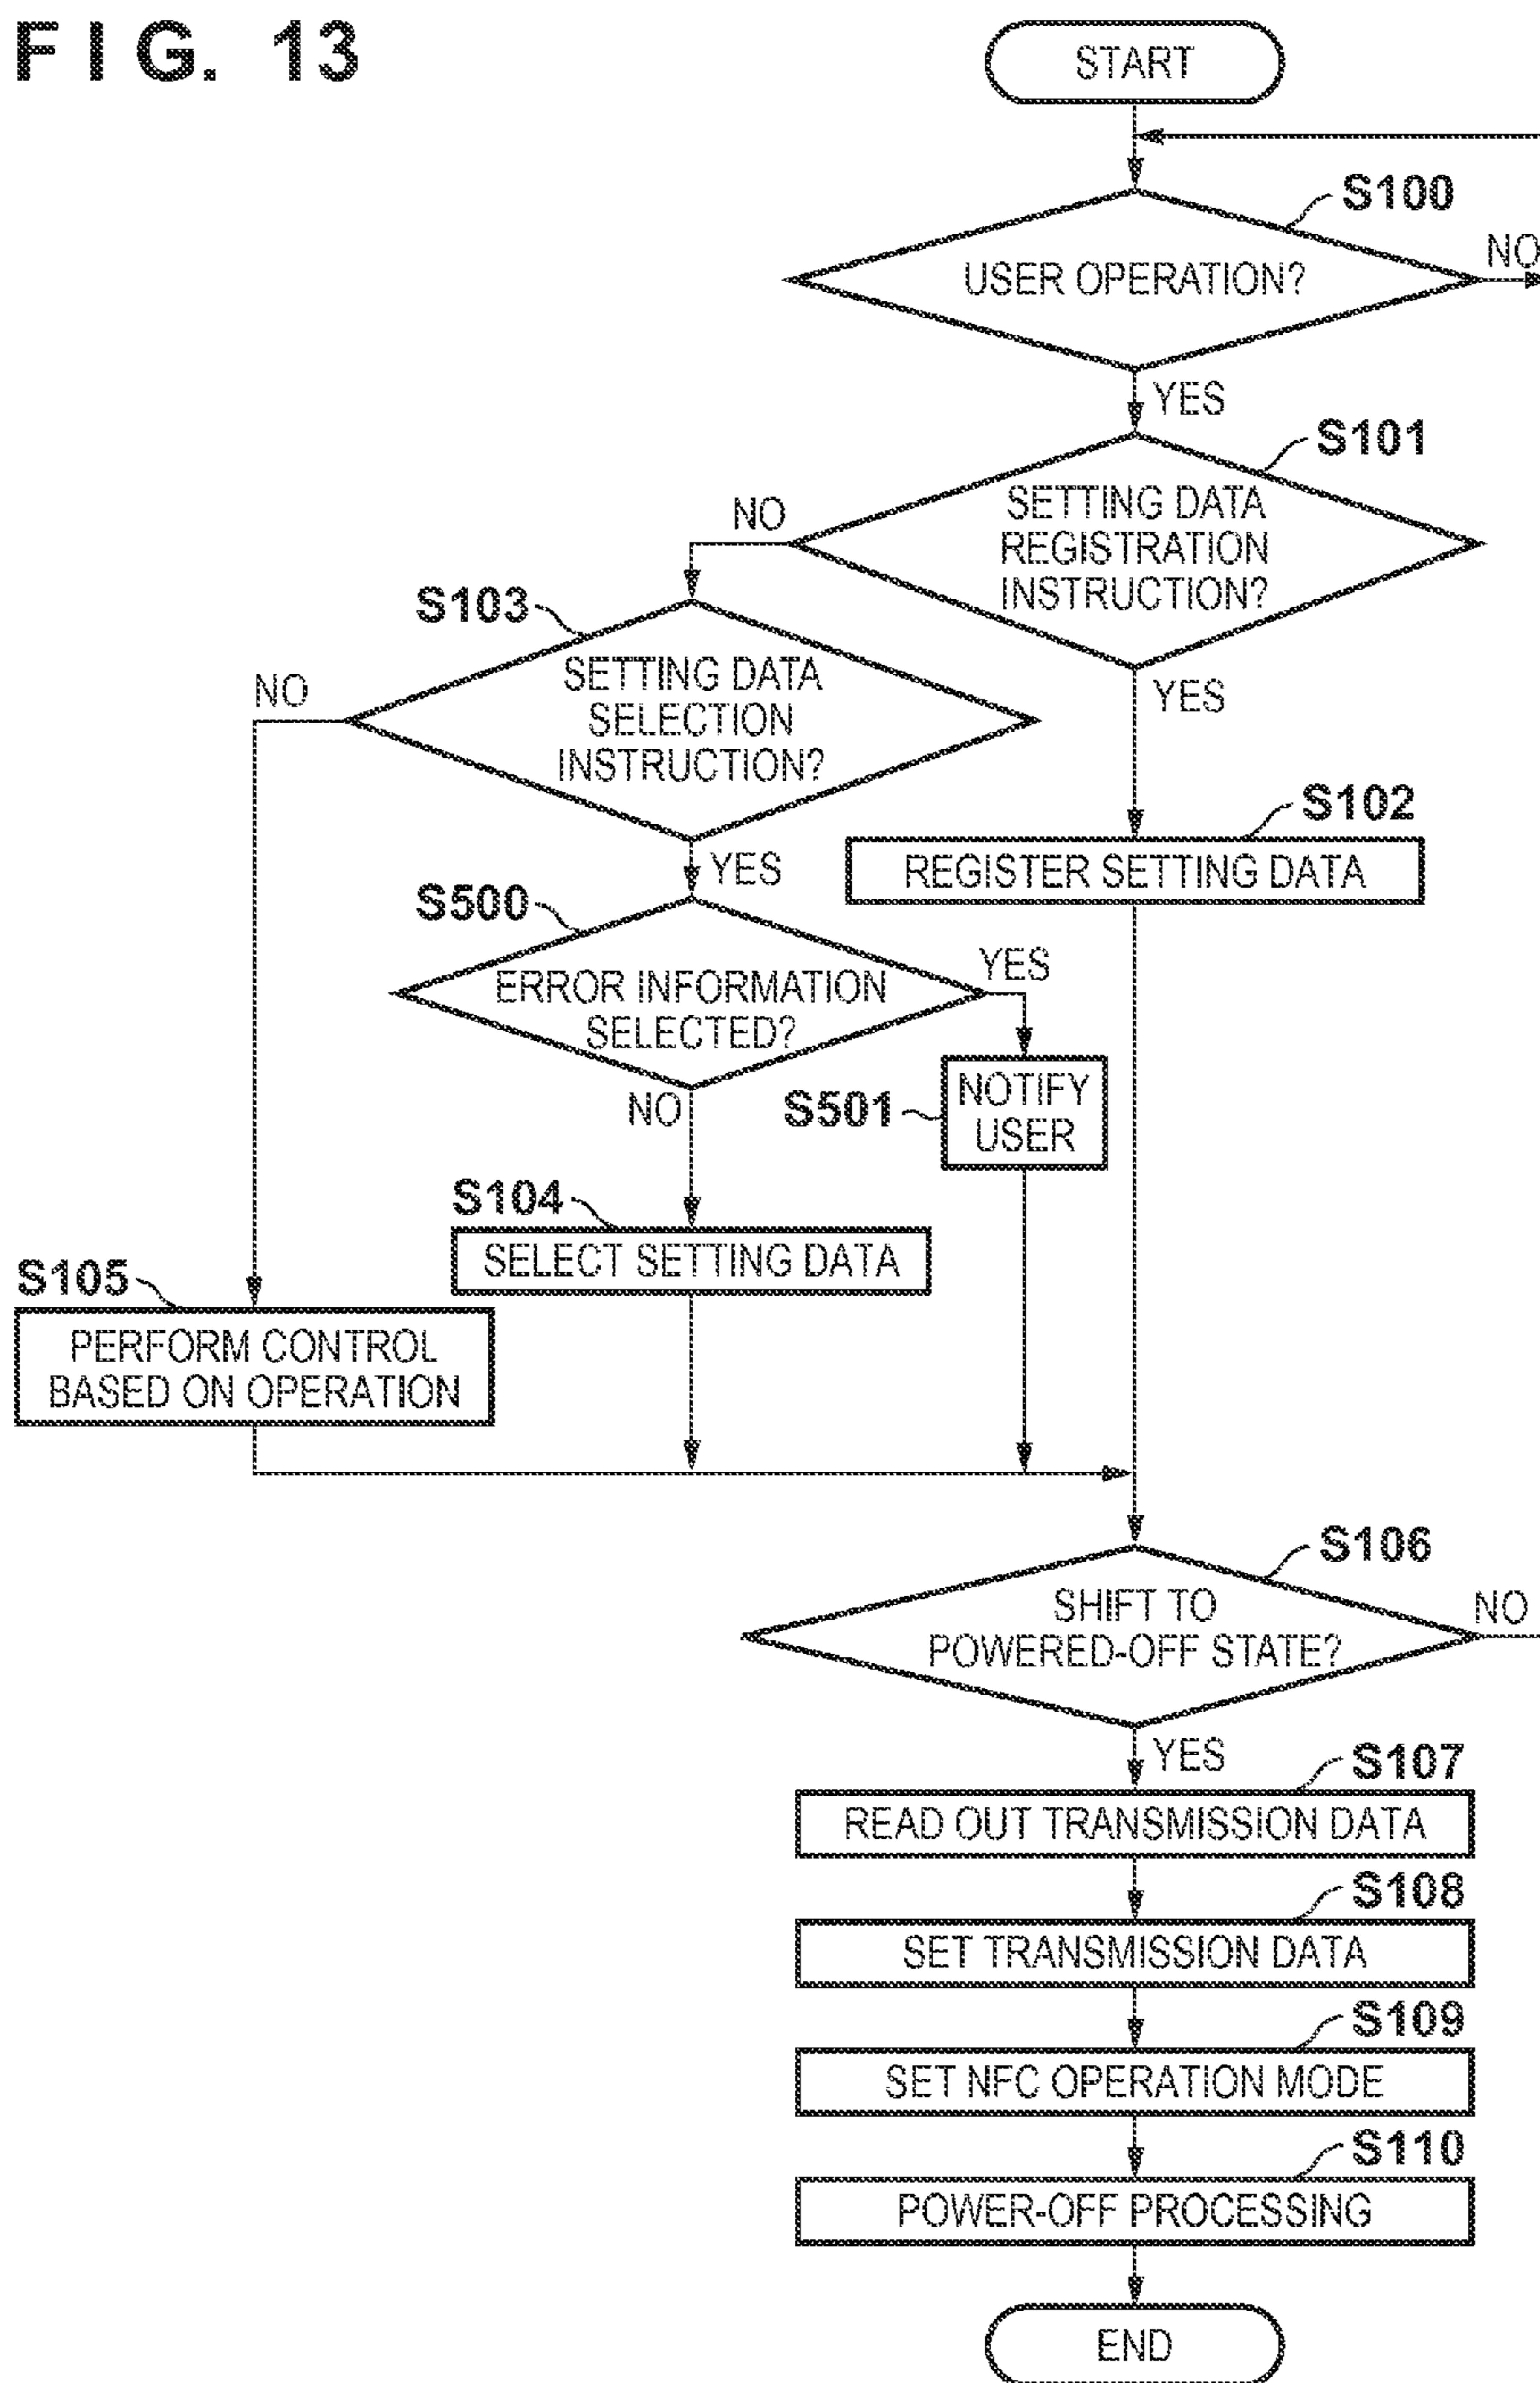 FIG. 13
START
S100
USER OPERATION?
NO
YES
S101
SETTING DATA
REGISTRATION
INSTRUCTION?
NO
YES
S103
SETTING DATA
SELECTION
INSTRUCTION?
NO
YES
S102
REGISTER SETTING DATA
S500
ERROR INFORMATION
SELECTED?
YES
NO
S501
NOTIFY
USER
S104
SELECT SETTING DATA
S105
PERFORM CONTROL
BASED ON OPERATION
S106
SHIFT TO
POWERED-OFF STATE?
NO
YES
S107
READ OUT TRANSMISSION DATA
S108
SET TRANSMISSION DATA
S109
SET NFC OPERATION MODE
S110
POWER-OFF PROCESSING
END